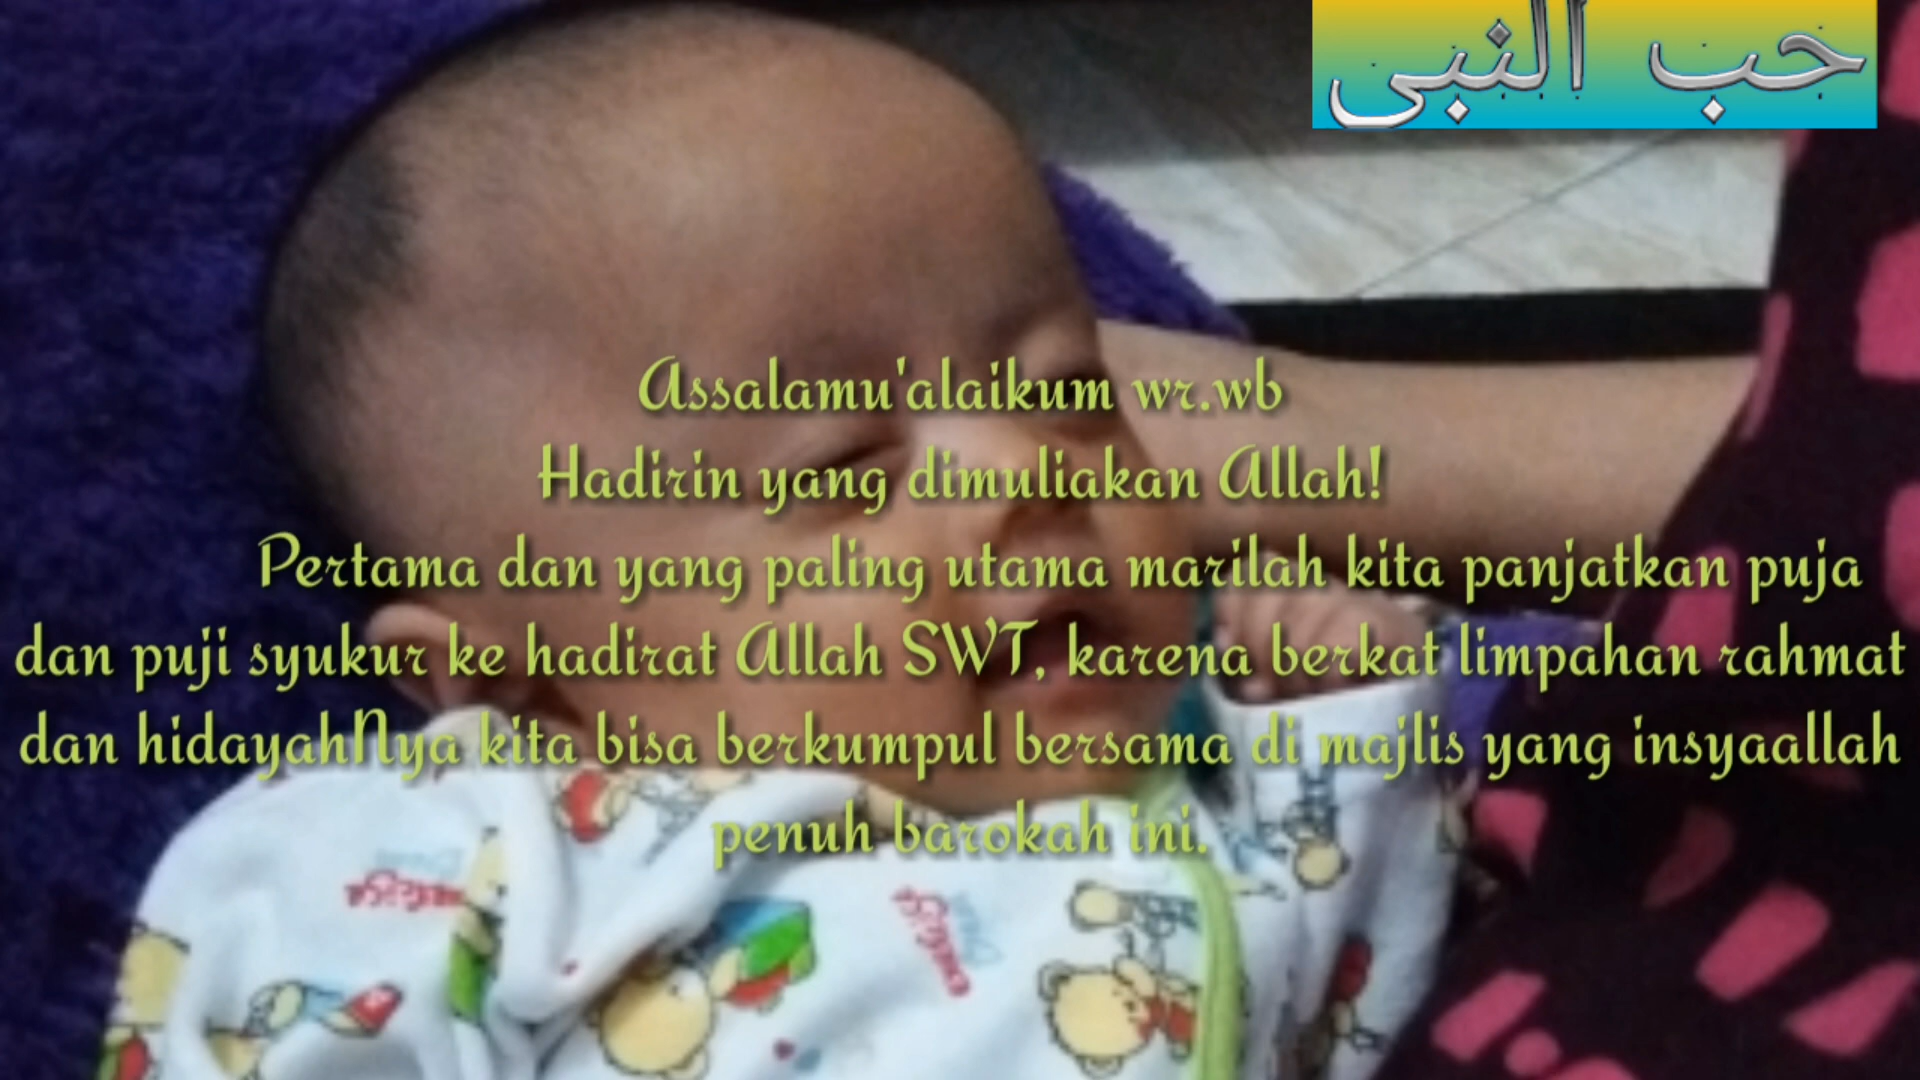 حب النبى
Assalamu'alaikum wr.wb
Hadirin yang dimuliakan Allah!
Pertama dan yang paling utama marilah kita panjatkan puja
dan puji syukur ke hadirat Allah SWT, karena berkat limpahan rahmat
dan hidayahNya kita bisa berkumpul bersama di majlis yang insyaallah
penuh barokah ini.